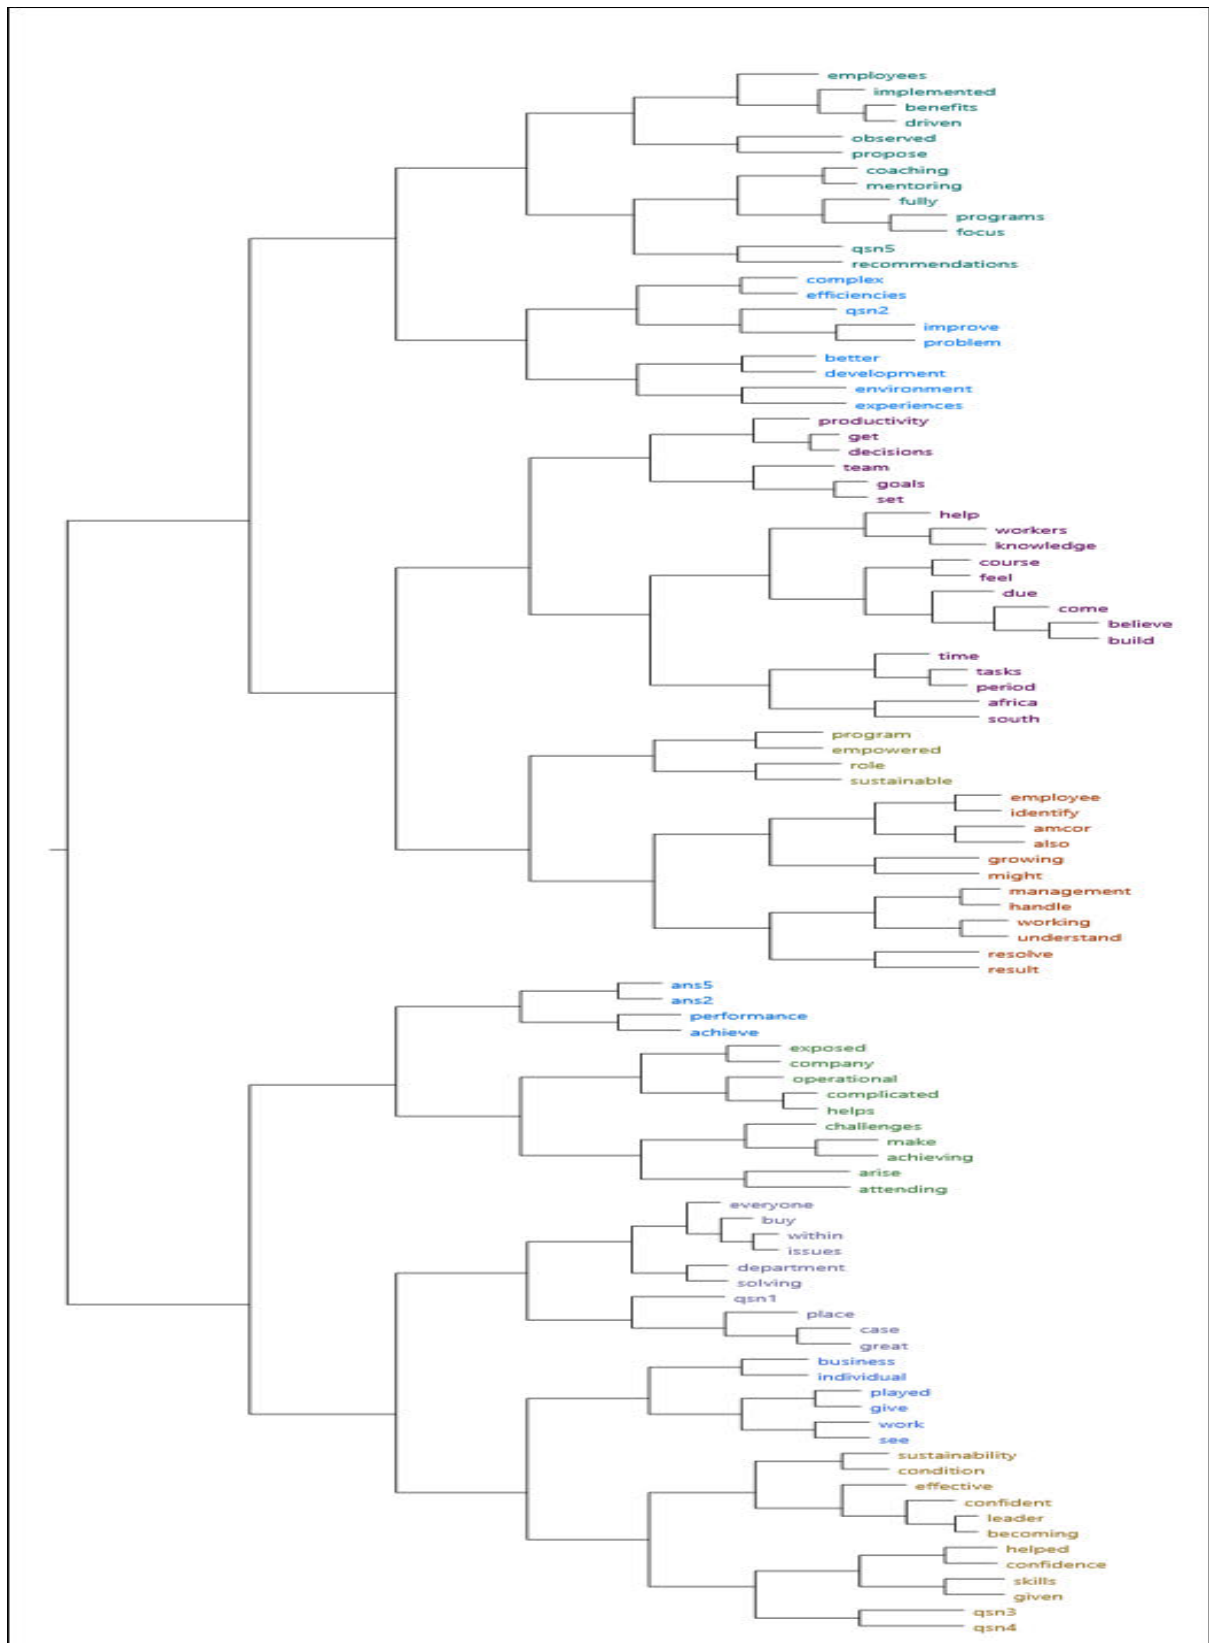 employees
implemented
benefits
driven
observed
propose
coaching
mentoring
fully
programs
focus
qsn5
recommendations
complex
efficiencies
qsn2
improve
problem
better
development
environment
experiences
productivity
get
decisions
team
goals
set
help
workers
knowledge
course
feel
due
come
believe
build
time
tasks
period
africa
south
program
empowered
role
sustainable
employee
identify
amcor
also
growing
might
management
handle
working
understand
resolve
result
ans5
ans2
performance
achieve
exposed
company
operational
complicated
helps
challenges
make
achieving
arise
attending
everyone
buy
within
issues
department
solving
qsn1
place
case
great
business
individual
played
give
work
see
sustainability
condition
effective
confident
leader
becoming
helped
confidence
skills
given
qsn3
qsn4